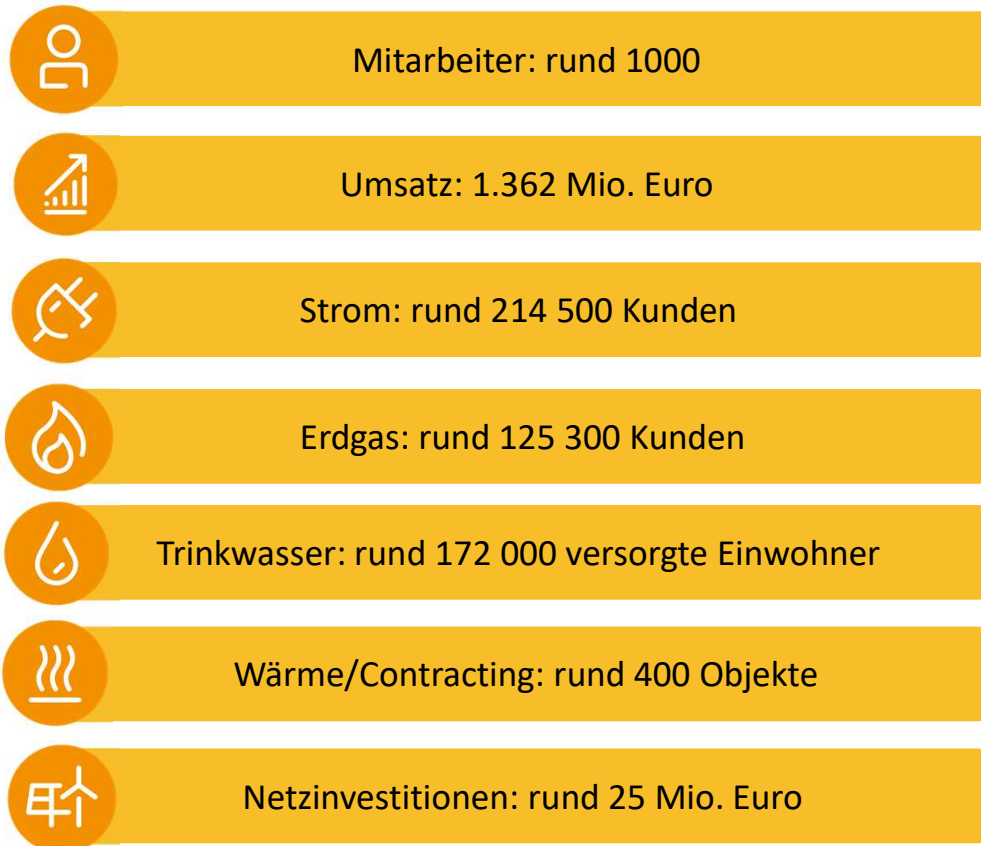 Mitarbeiter: rund 1000
Umsatz: 1.362 Mio. Euro
Strom: rund 214 500 Kunden
Erdgas: rund 125 300 Kunden
Trinkwasser: rund 172 000 versorgte Einwohner
Wärme/Contracting: rund 400 Objekte
Netzinvestitionen: rund 25 Mio. Euro